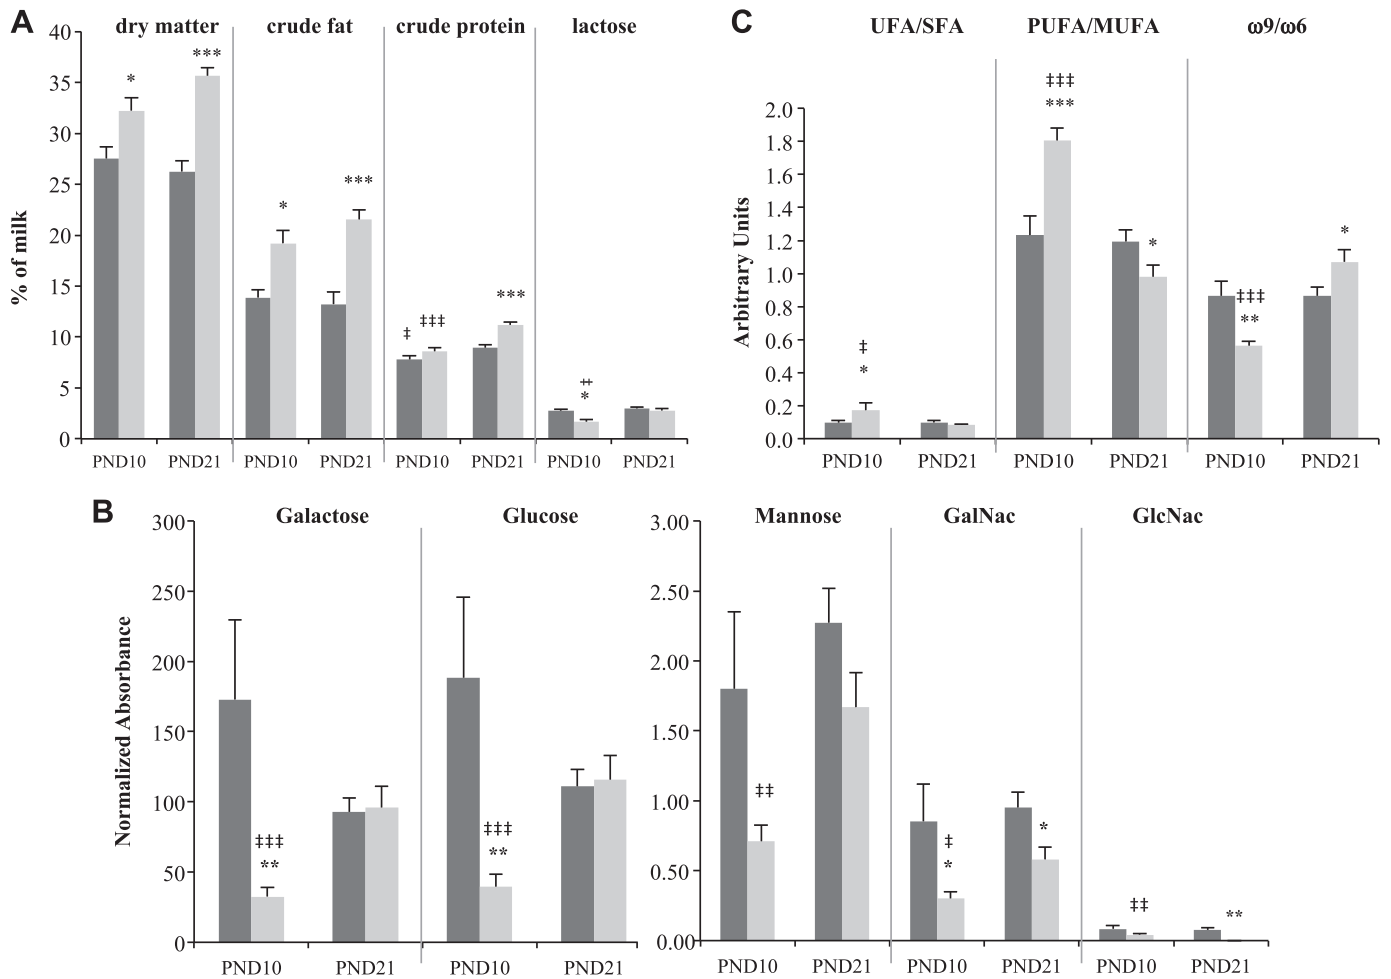 A
dry matter crude fat crude protein lactose
% of milk
40
35
30
25
20
15
10
5
0
* *** * *** ‡ ‡‡‡ *** ‡‡ *
PND10 PND21 PND10 PND21 PND10 PND21 PND10 PND21
C
UFA/SFA PUFA/MUFA ω9/ω6
Arbitrary Units
2.0
1.8
1.6
1.4
1.2
1.0
0.8
0.6
0.4
0.2
0.0
‡ * ‡‡‡ *** * ‡‡‡ ** *
PND10 PND21 PND10 PND21 PND10 PND21
B
Galactose Glucose
Normalized Absorbance
300
250
200
150
100
50
0
‡‡‡ ** ‡‡‡ **
PND10 PND21 PND10 PND21
Mannose GalNac GlcNac
3.00
2.50
2.00
1.50
1.00
0.50
0.00
‡‡ ‡ * * ‡‡ **
PND10 PND21 PND10 PND21 PND10 PND21